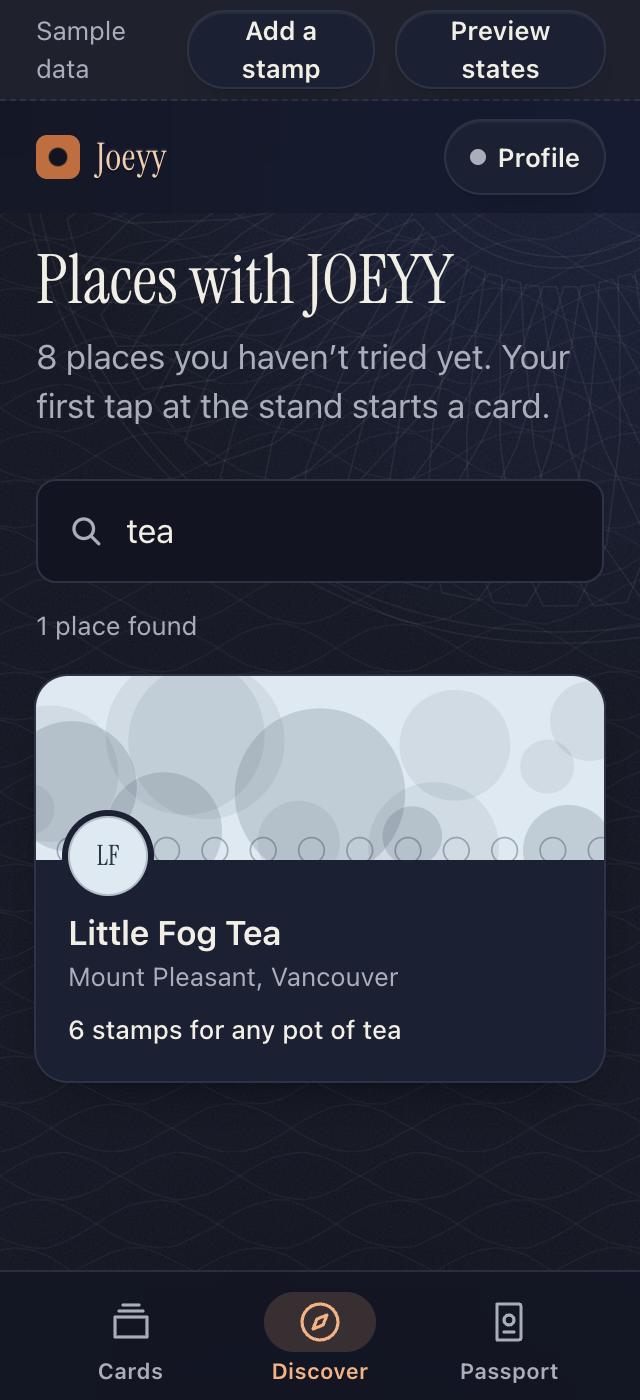 Sample
data
Add a
stamp
Preview
states
Joeyy
Profile
Places with JOEYY
8 places you haven’t tried yet. Your
first tap at the stand starts a card.
tea
1 place found
LF
Little Fog Tea
Mount Pleasant, Vancouver
6 stamps for any pot of tea
Cards
Discover
Passport